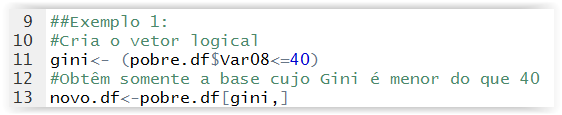 9 ##Exemplo 1:
10 #Cria o vetor logical
11 gini<- (pobre.df$Var08<=40)
12 #Obtêm somente a base cujo Gini é menor do que 40
13 novo.df<-pobre.df[gini,]